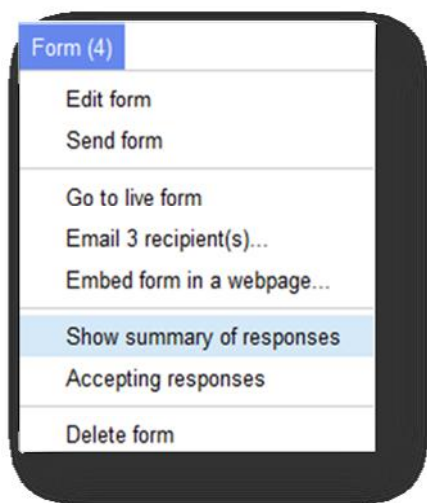 Form (4)
Edit form
Send form
Go to live form
Email 3 recipient(s)...
Embed form in a webpage...
Show summary of responses
Accepting responses
Delete form